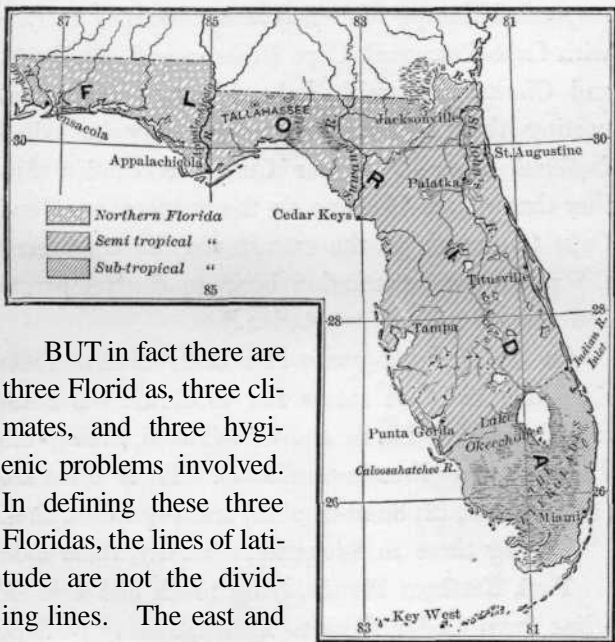 87
85
83
81
F
L
O
R
I
D
A
TALLAHASSEE
Jacksonville
30
30
Pensacola
Appalachicola
St. Augustine
St. John's R.
Palatka
Cedar Keys
Northern Florida
Semi tropical "
Sub-tropical "
85
Titusville
28
28
Tampa
Indian R.
Inlet
Punta Gorda
Lake
Okeechobee
Caloosahatchee R.
26
26
Miami
Key West
83
81
BUT in fact there are
three Florid as, three cli-
mates, and three hygi-
enic problems involved.
In defining these three
Floridas, the lines of lati-
tude are not the divid-
ing lines. The east and